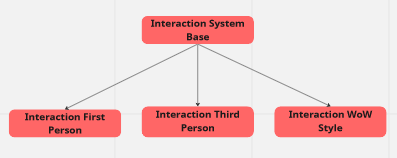 Interaction System
Base
Interaction First
Person
Interaction Third
Person
Interaction WoW
Style